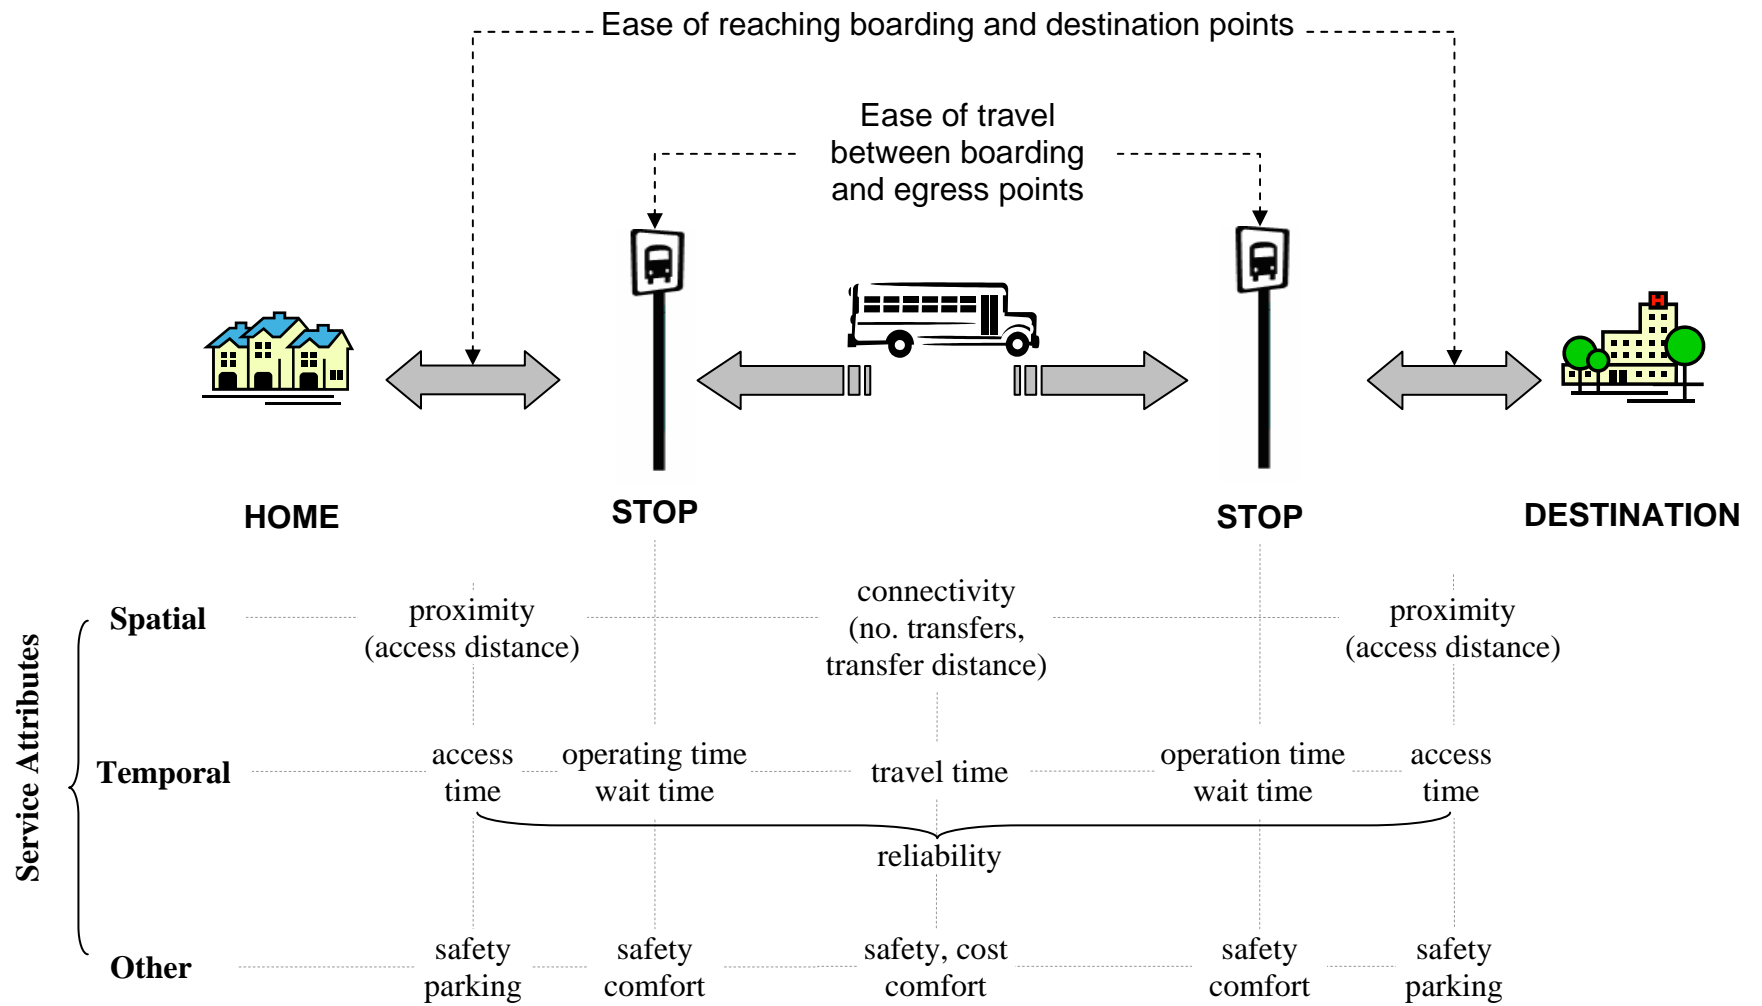 Ease of reaching boarding and destination points
Ease of travel
between boarding
and egress points
H
HOME
STOP
STOP
DESTINATION
Service Attributes
Spatial
proximity
(access distance)
connectivity
(no. transfers,
transfer distance)
proximity
(access distance)
Temporal
access
time
operating time
wait time
travel time
operation time
wait time
access
time
reliability
Other
safety
parking
safety
comfort
safety, cost
comfort
safety
comfort
safety
parking